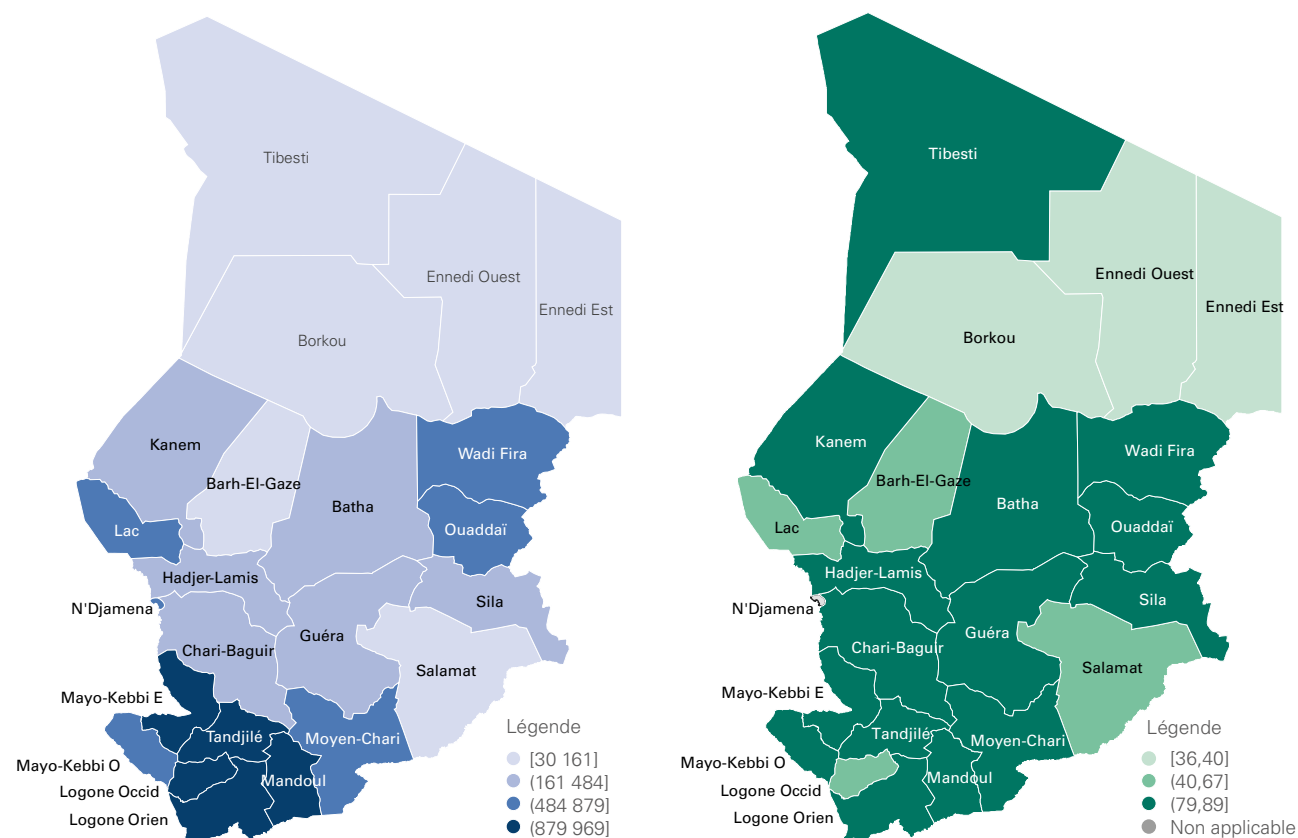 Tibesti
Ennedi Ouest
Ennedi Est
Borkou
Kanem
Wadi Fira
Barh-El-Gaze
Batha
Lac
Ouaddaï
Hadjer-Lamis
N'Djamena
Sila
Guéra
Chari-Baguir
Salamat
Mayo-Kebbi E
Tandjilé
Moyen-Chari
Mayo-Kebbi O
Mandoul
Logone Occid
Logone Orien
Légende
[30 161]
(161 484]
(484 879]
(879 969]
Tibesti
Ennedi Ouest
Ennedi Est
Borkou
Kanem
Wadi Fira
Barh-El-Gaze
Batha
Lac
Ouaddaï
Hadjer-Lamis
N'Djamena
Sila
Guéra
Chari-Baguir
Salamat
Mayo-Kebbi E
Tandjilé
Moyen-Chari
Mayo-Kebbi O
Mandoul
Logone Occid
Logone Orien
Légende
[36,40]
(40,67]
(79,89]
Non applicable